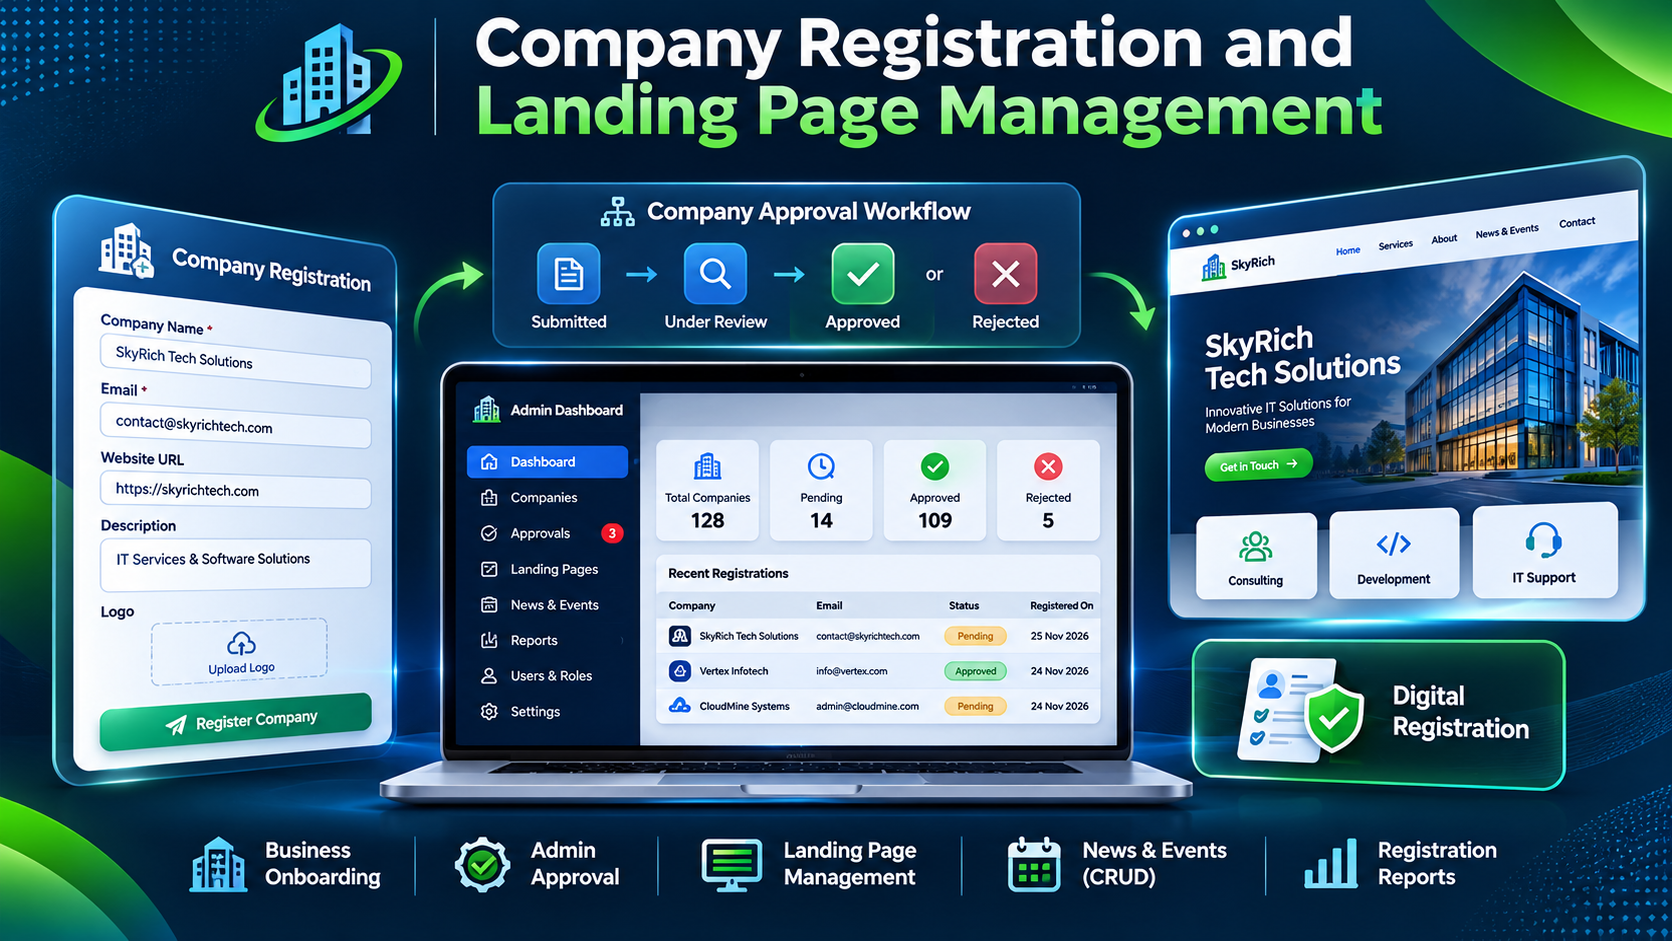 Company Registration and
Landing Page Management
Company Registration
Company Name *
SkyRich Tech Solutions
Email *
contact@skyrichtech.com
Website URL
https://skyrichtech.com
Description
IT Services & Software Solutions
Logo
Upload Logo
Register Company
Company Approval Workflow
Submitted
Under Review
Approved
or
Rejected
Admin Dashboard
Dashboard
Companies
Approvals 3
Landing Pages
News & Events
Reports
Users & Roles
Settings
Total Companies
128
Pending
14
Approved
109
Rejected
5
Recent Registrations
Company Email Status Registered On
SkyRich Tech Solutions contact@skyrichtech.com Pending 25 Nov 2026
Vertex Infotech info@vertex.com Approved 24 Nov 2026
CloudMine Systems admin@cloudmine.com Pending 24 Nov 2026
SkyRich
Home Services About News & Events Contact
SkyRich
Tech Solutions
Innovative IT Solutions for
Modern Businesses
Get in Touch →
Consulting
</> 
Development
IT Support
Digital
Registration
Business
Onboarding
Admin
Approval
Landing Page
Management
News & Events
(CRUD)
Registration
Reports